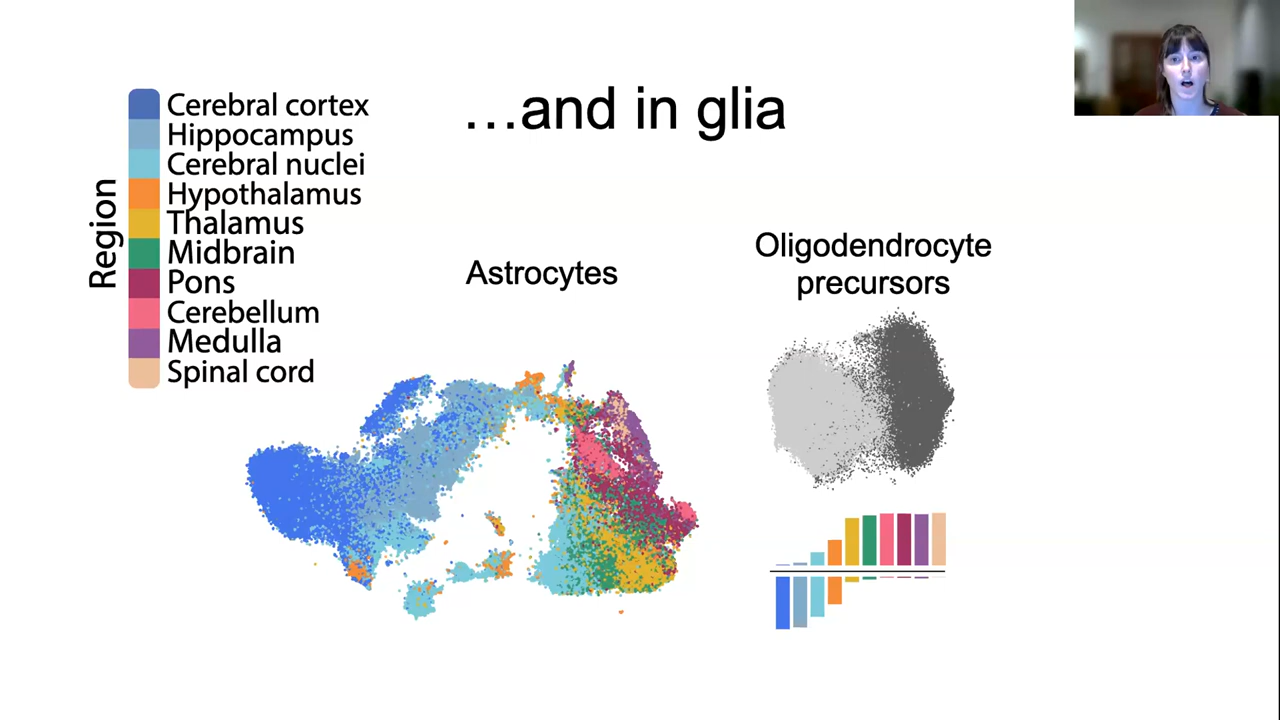 …and in glia
Region
Cerebral cortex
Hippocampus
Cerebral nuclei
Hypothalamus
Thalamus
Midbrain
Pons
Cerebellum
Medulla
Spinal cord
Astrocytes
Oligodendrocyte
precursors